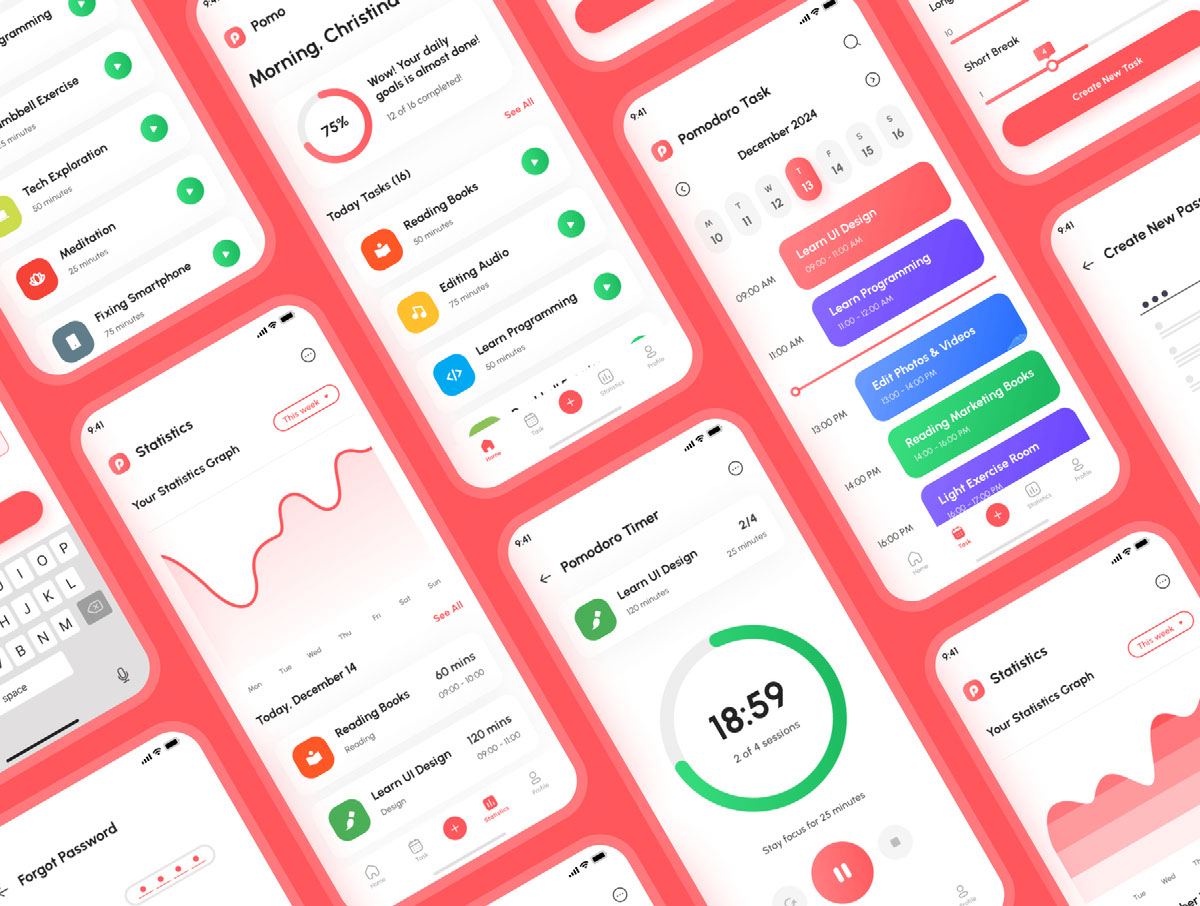 Dumbbell Exercise
Tech Exploration
50 minutes
Meditation
25 minutes
Fixing Smartphone
75 minutes
Pomo
Morning, Christina
75%
Wow! Your daily
goals is almost done!
12 of 16 completed!
See All
Today Tasks (16)
Reading Books
50 minutes
Editing Audio
75 minutes
Learn Programming
50 minutes
Home
Task
Statistics
Profile
9:41
Pomodoro Task
December 2024
M T W T F S S
10 11 12 13 14 15 16
09:00 AM
Learn UI Design
09:00 - 11:00 AM
11:00 AM
Learn Programming
11:00 - 12:00 AM
13:00 PM
Edit Photos & Videos
13:00 - 14:00 PM
14:00 PM
Reading Marketing Books
14:00 - 16:00 PM
16:00 PM
Light Exercise Room
16:00 - 17:00 PM
Home
Task
Statistics
Profile
10
Short Break
4
1
Create New Task
9:41
Create New
9:41
Statistics
Your Statistics Graph
This week
Mon Tue Wed Thu Fri Sat Sun
Today, December 14
See All
Reading Books
Reading
60 mins
09:00 - 10:00
Learn UI Design
Design
120 mins
09:00 - 11:00
Home
Task
Statistics
Profile
9:41
Pomodoro Timer
Learn UI Design
120 minutes
2/4
25 minutes
18:59
2 of 4 sessions
Stay focus for 25 minutes
Profile
I O P
H J K L
B N M
space
Forgot Password
9:41
Statistics
Your Statistics Graph
This week
Tue Wed Thu